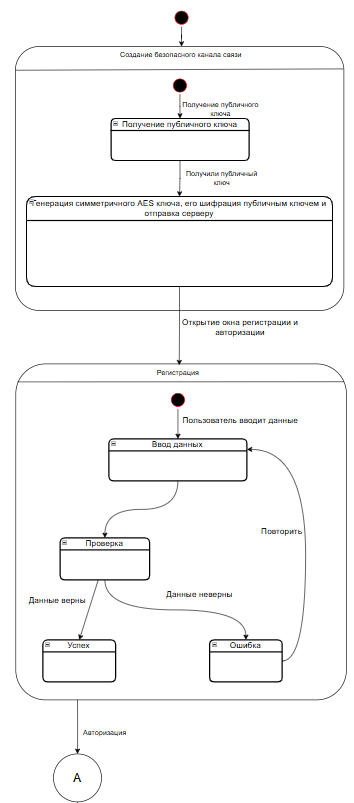 Создание безопасного канала связи
Получение публичного
ключа
Получение публичного ключа
Получили публичный
ключ
Генерация симметричного AES ключа, его шифрация публичным ключем и
отправка серверу
Открытие окна регистрации и
авторизации
Регистрация
Пользователь вводит данные
Ввод данных
Повторить
Проверка
Данные неверны
Данные верны
Успех
Ошибка
Авторизация
А